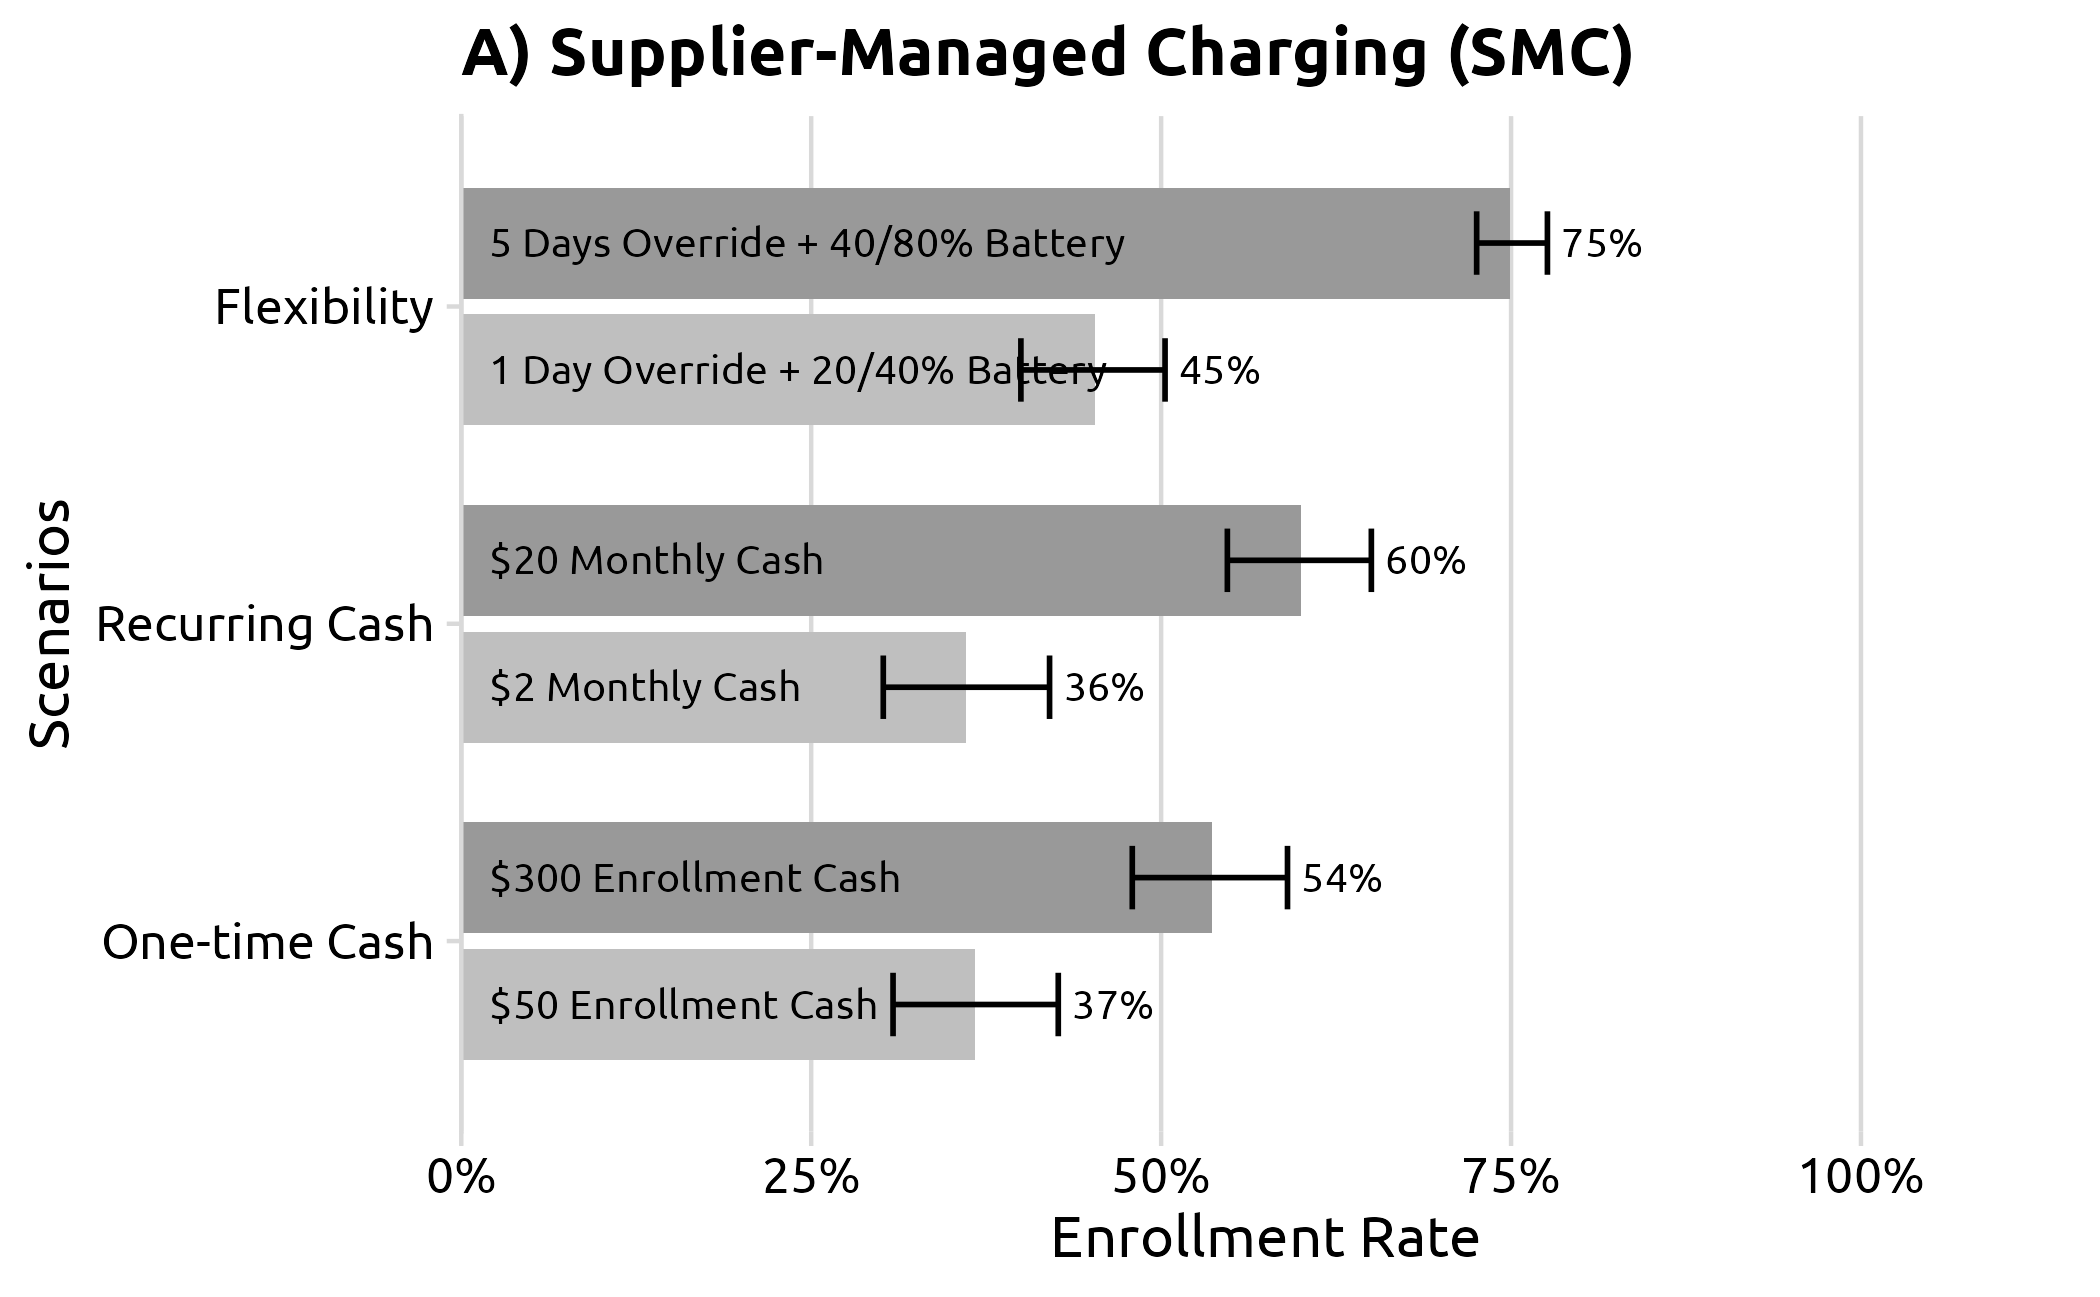 A) Supplier-Managed Charging (SMC)
5 Days Override + 40/80% Battery
75%
Flexibility
1 Day Override + 20/40% Battery
45%
$20 Monthly Cash
60%
Scenarios
Recurring Cash
$2 Monthly Cash
36%
$300 Enrollment Cash
54%
One-time Cash
$50 Enrollment Cash
37%
0% 25% 50% 75% 100%
Enrollment Rate